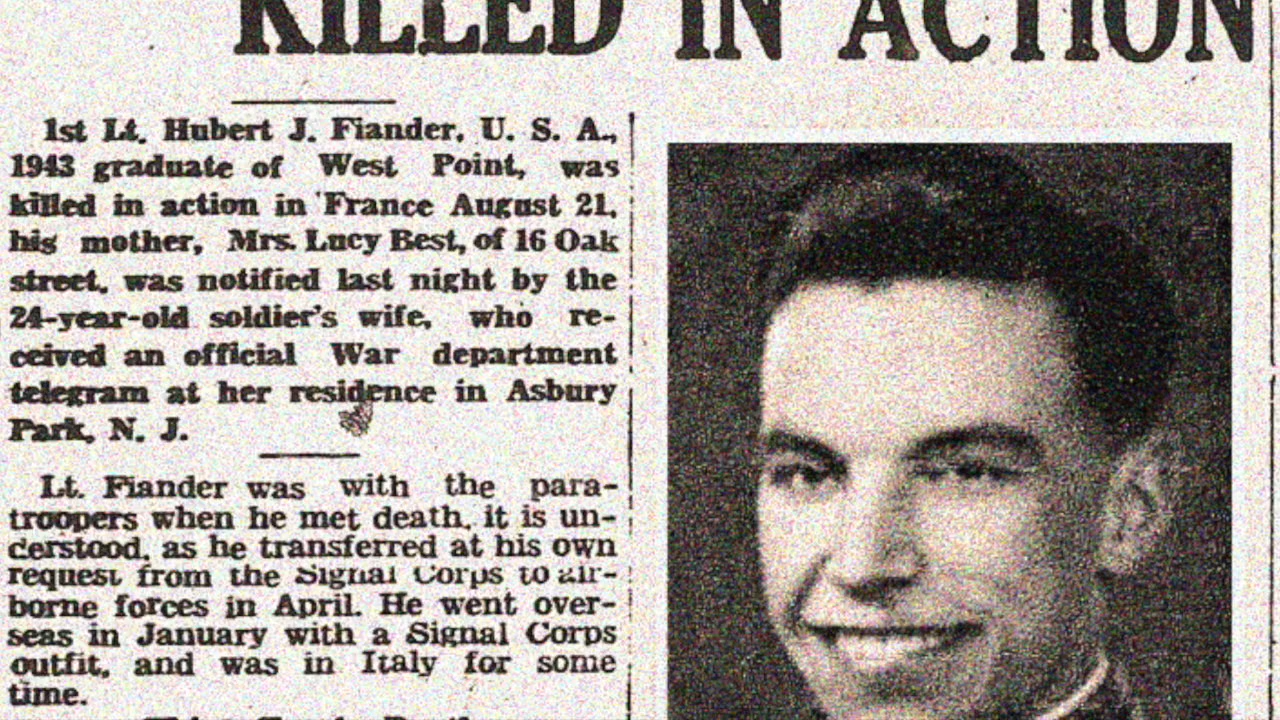 KILLED IN ACTION
1st Lt. Hubert J. Fiander, U. S. A.,
1943 graduate of West Point, was
killed in action in France August 21,
his mother, Mrs. Lucy Best, of 16 Oak
street, was notified last night by the
24-year-old soldier's wife, who re-
ceived an official War department
telegram at her residence in Asbury
Park, N. J.
Lt. Fiander was with the para-
troopers when he met death, it is un-
derstood, as he transferred at his own
request from the Signal Corps to air-
borne forces in April. He went over-
seas in January with a Signal Corps
outfit, and was in Italy for some
time.